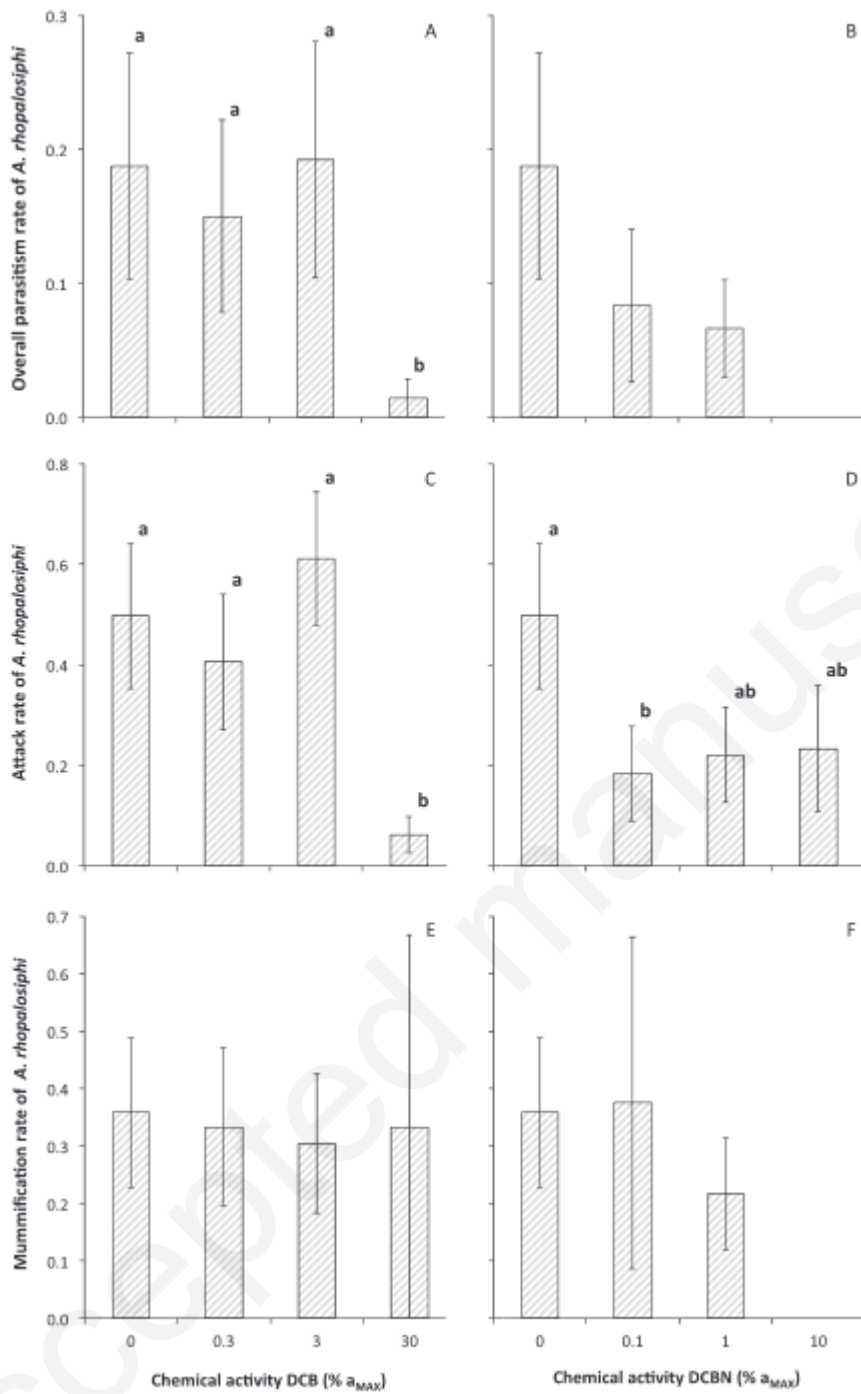 Overall parasitism rate of A. rhopalosiphi
0.3
0.2
0.1
0.0
a
a
a
b
A
B
Attack rate of A. rhopalosiphi
0.8
0.6
0.4
0.2
0.0
a
a
a
b
C
a
b
ab
ab
D
Mummification rate of A. rhopalosiphi
0.7
0.6
0.5
0.4
0.3
0.2
0.1
0.0
E
F
0 0.3 3 30
0 0.1 1 10
Chemical activity DCB (% aMAX)
Chemical activity DCBN (% aMAX)
ccepted manusc